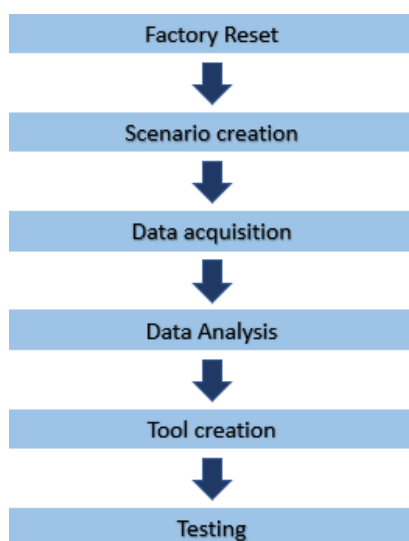 Factory Reset
Scenario creation
Data acquisition
Data Analysis
Tool creation
Testing